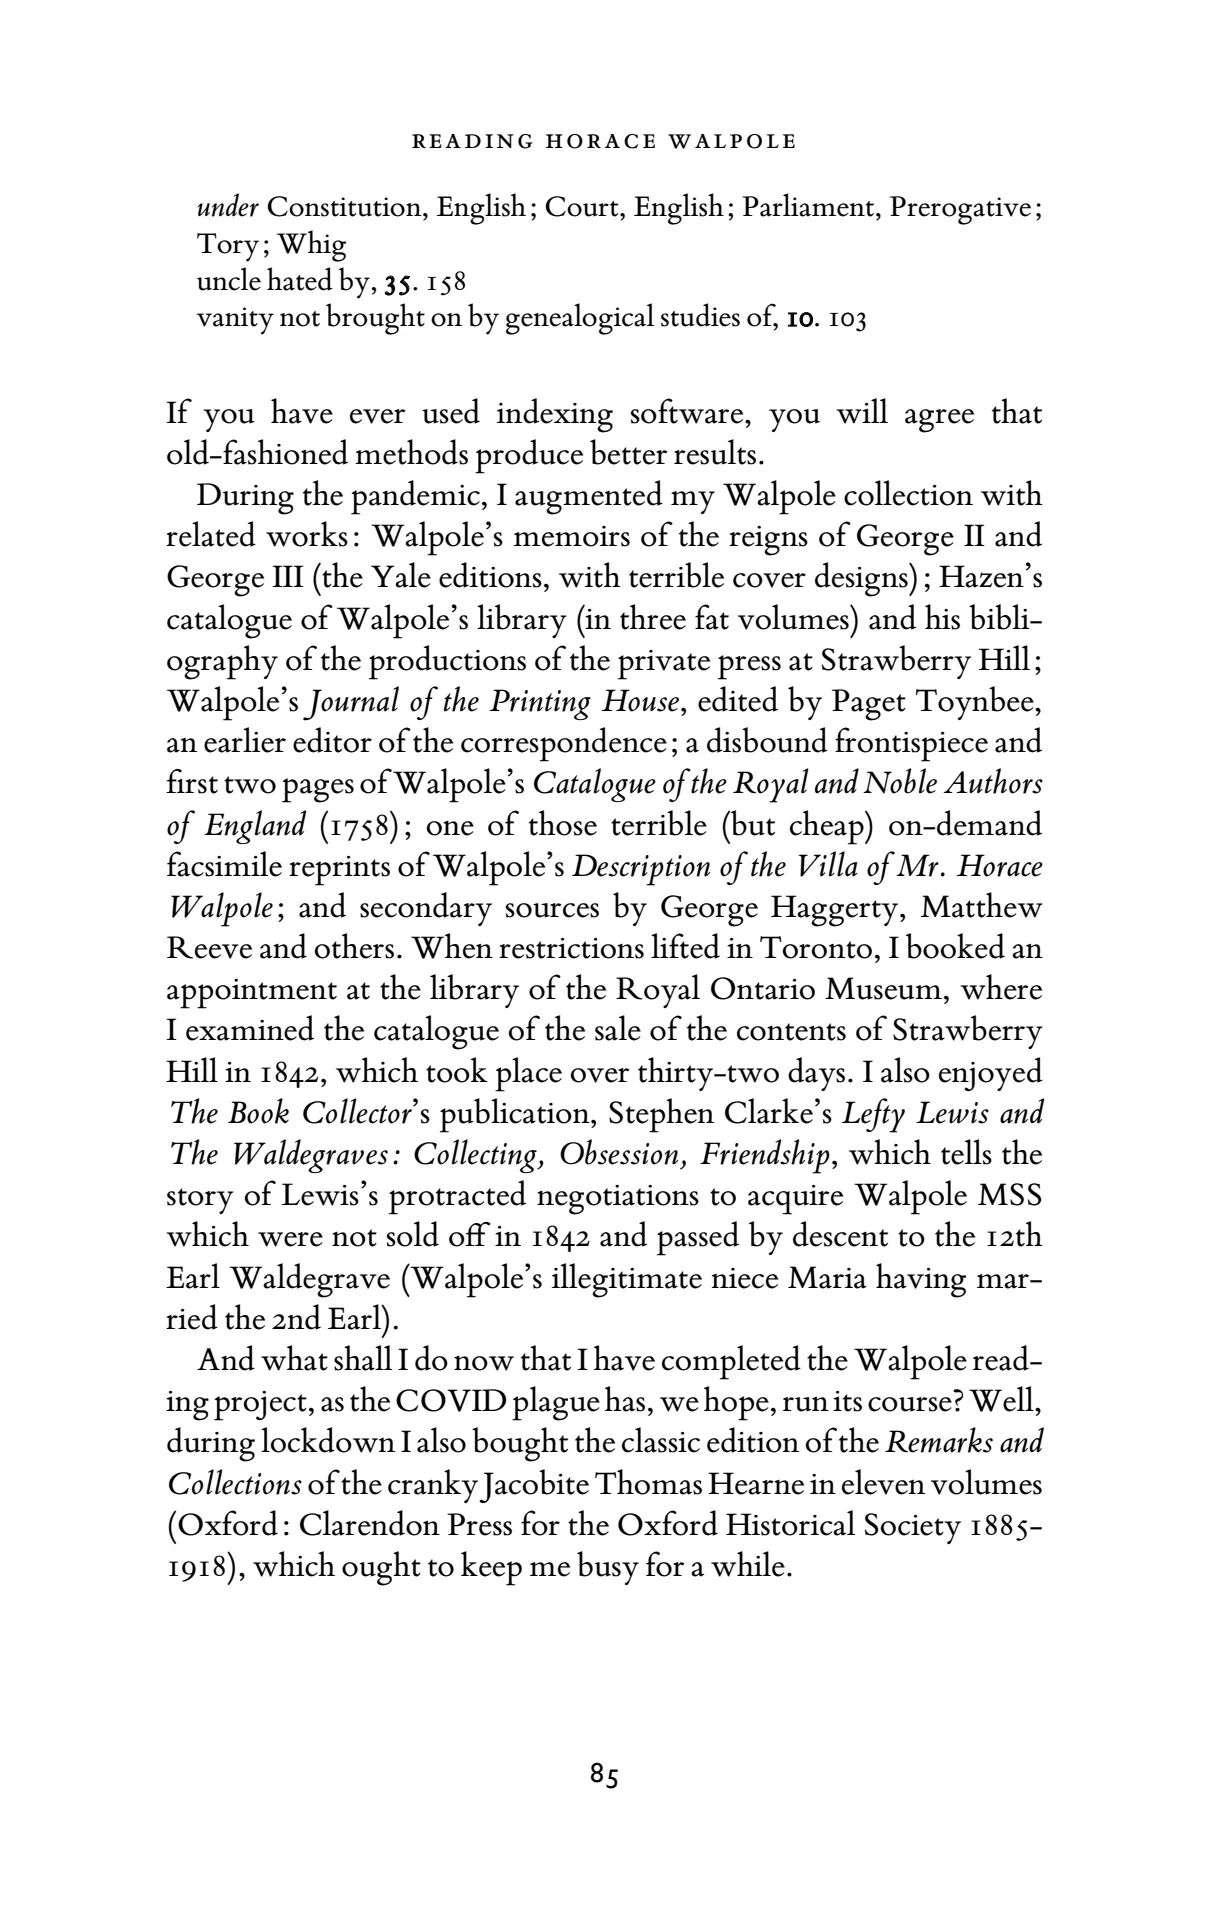 READING HORACE WALPOLE
under Constitution, English; Court, English; Parliament, Prerogative;
Tory; Whig
uncle hated by, 35. 158
vanity not brought on by genealogical studies of, 10. 103
If you have ever used indexing software, you will agree that
old-fashioned methods produce better results.
During the pandemic, I augmented my Walpole collection with
related works: Walpole’s memoirs of the reigns of George II and
George III (the Yale editions, with terrible cover designs); Hazen’s
catalogue of Walpole’s library (in three fat volumes) and his bibli-
ography of the productions of the private press at Strawberry Hill;
Walpole’s Journal of the Printing House, edited by Paget Toynbee,
an earlier editor of the correspondence; a disbound frontispiece and
first two pages of Walpole’s Catalogue of the Royal and Noble Authors
of England (1758); one of those terrible (but cheap) on-demand
facsimile reprints of Walpole’s Description of the Villa of Mr. Horace
Walpole; and secondary sources by George Haggerty, Matthew
Reeve and others. When restrictions lifted in Toronto, I booked an
appointment at the library of the Royal Ontario Museum, where
I examined the catalogue of the sale of the contents of Strawberry
Hill in 1842, which took place over thirty-two days. I also enjoyed
The Book Collector’s publication, Stephen Clarke’s Lefty Lewis and
The Waldegraves: Collecting, Obsession, Friendship, which tells the
story of Lewis’s protracted negotiations to acquire Walpole MSS
which were not sold off in 1842 and passed by descent to the 12th
Earl Waldegrave (Walpole’s illegitimate niece Maria having mar-
ried the 2nd Earl).
And what shall I do now that I have completed the Walpole read-
ing project, as the COVID plague has, we hope, run its course? Well,
during lockdown I also bought the classic edition of the Remarks and
Collections of the cranky Jacobite Thomas Hearne in eleven volumes
(Oxford: Clarendon Press for the Oxford Historical Society 1885-
1918), which ought to keep me busy for a while.
85